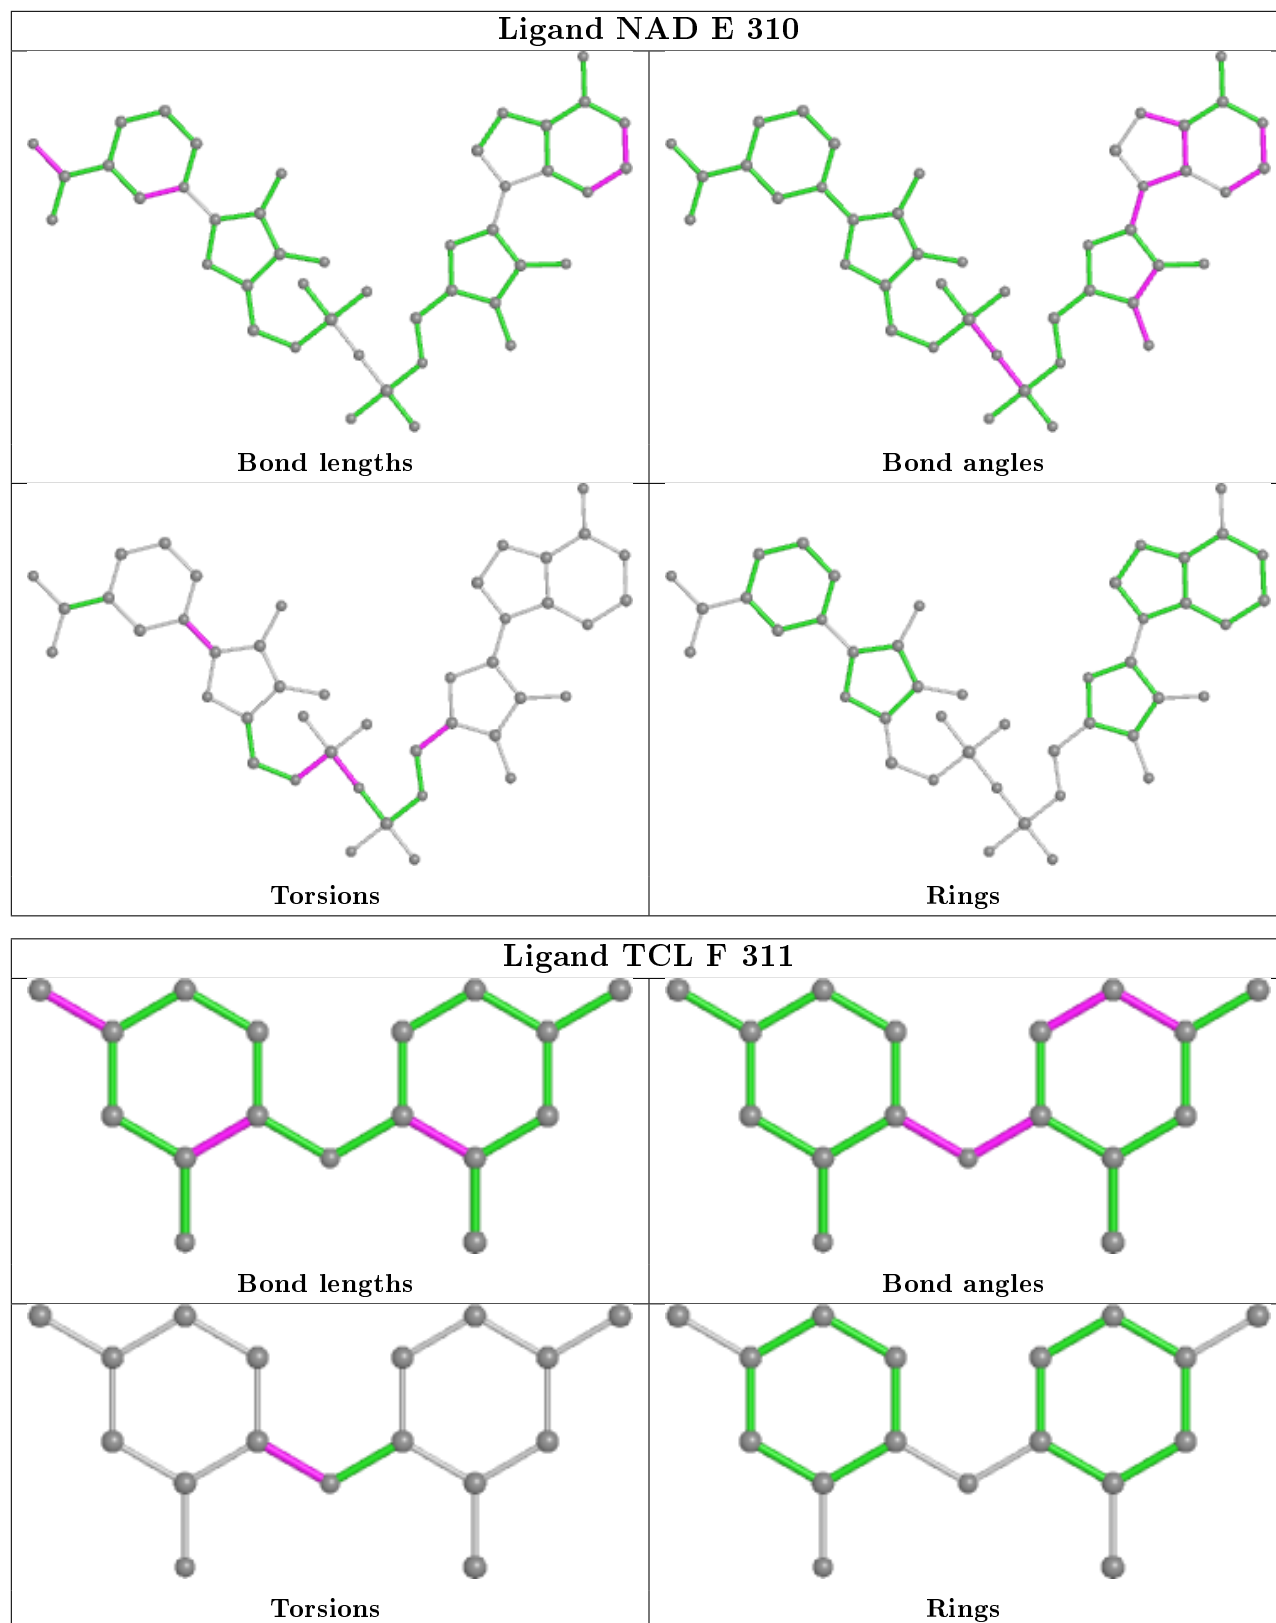 Ligand NAD E 310
Bond lengths
Bond angles
Torsions
Rings
Ligand TCL F 311
Bond lengths
Bond angles
Torsions
Rings